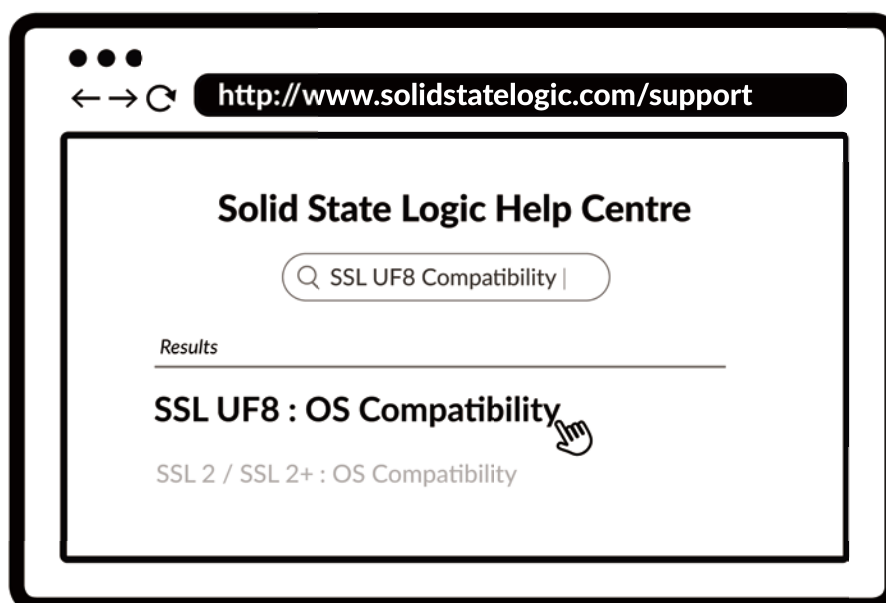 http://www.solidstatelogic.com/support
Solid State Logic Help Centre
SSL UF8 Compatibility
Results
SSL UF8 : OS Compatibility
SSL 2 / SSL 2+ : OS Compatibility